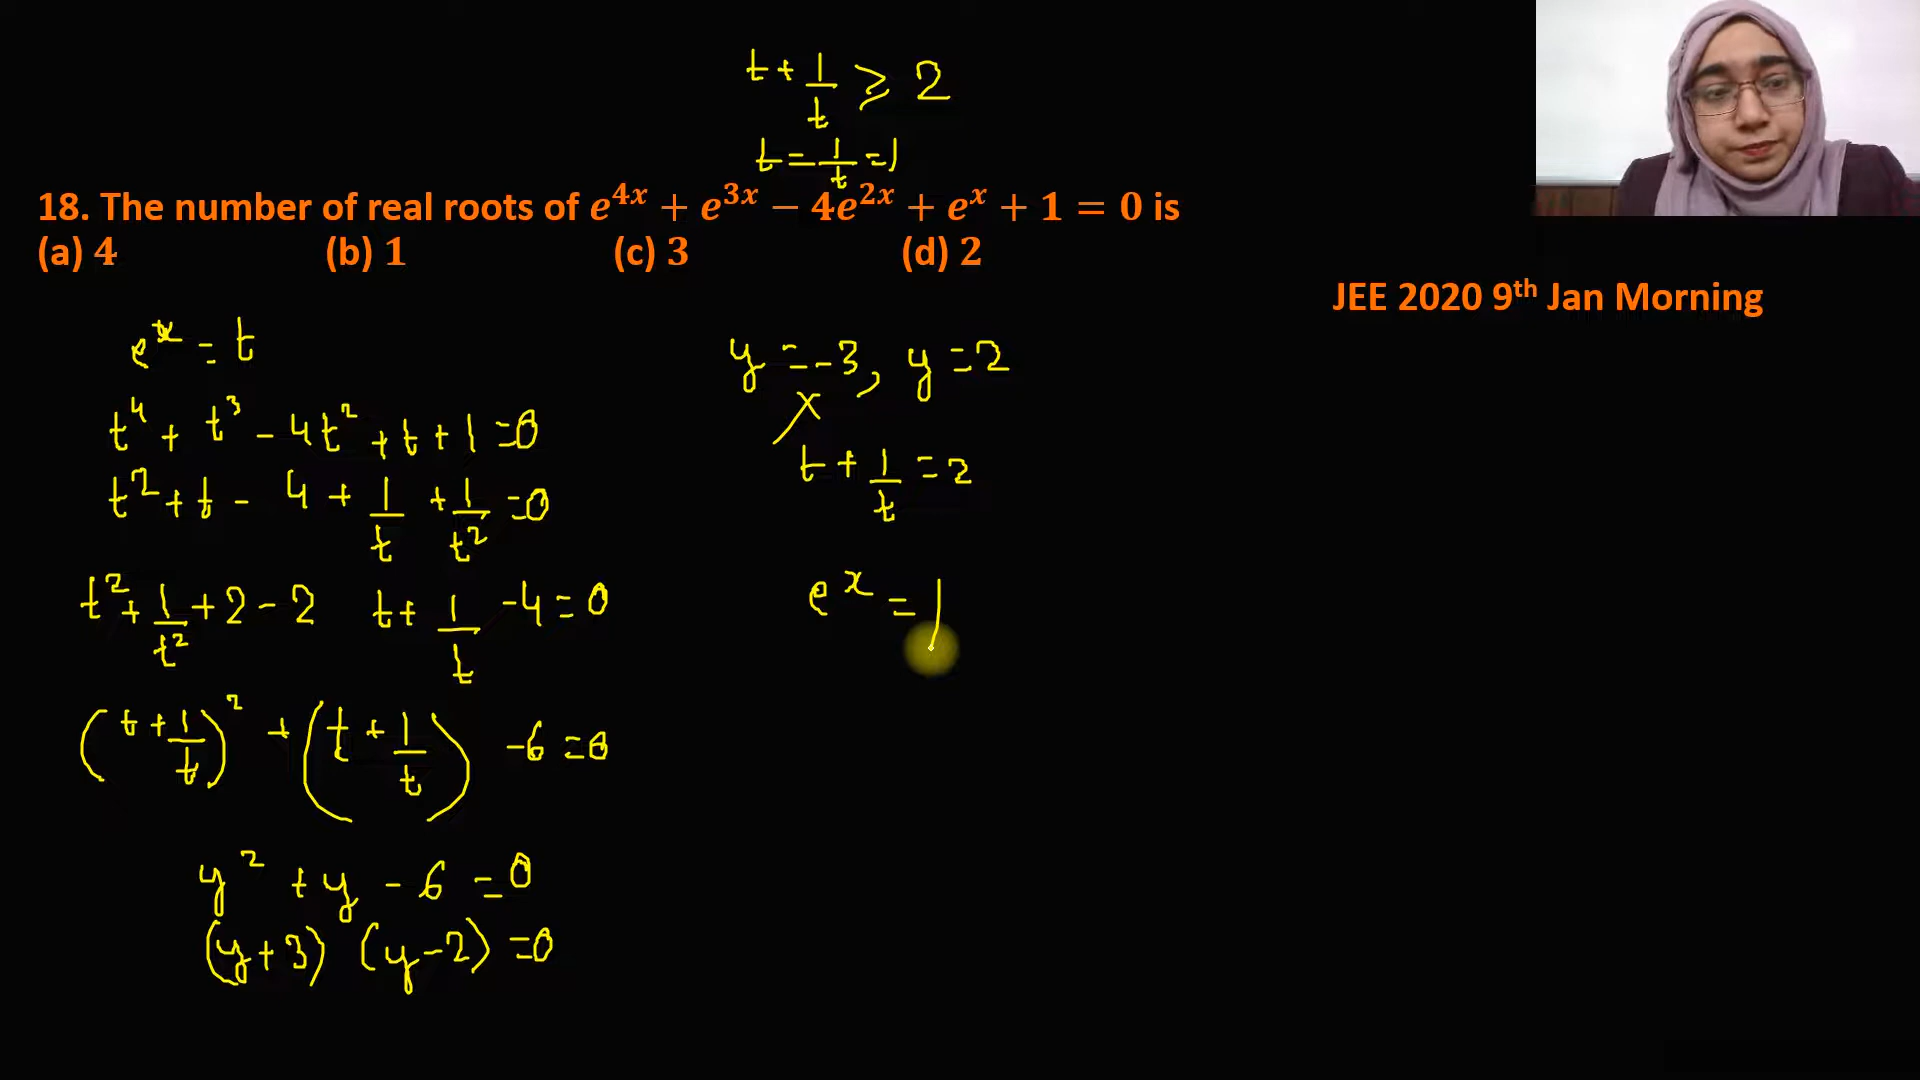 t + 1/t ⩾ 2
t = 1/t = 1
18. The number of real roots of e^{4x} + e^{3x} − 4e^{2x} + e^x + 1 = 0 is
(a) 4 (b) 1 (c) 3 (d) 2
JEE 2020 9th Jan Morning
e^x = t
t^4 + t^3 - 4t^2 + t + 1 = 0
t^2 + t - 4 + 1/t + 1/t^2 = 0
t^2 + 1/t^2 + 2 - 2 t + 1/t - 4 = 0
(t + 1/t)^2 + (t + 1/t) - 6 = 0
y^2 + y - 6 = 0
(y + 3) (y - 2) = 0
y = -3, y = 2
x
t + 1/t = 2
e^x = 1